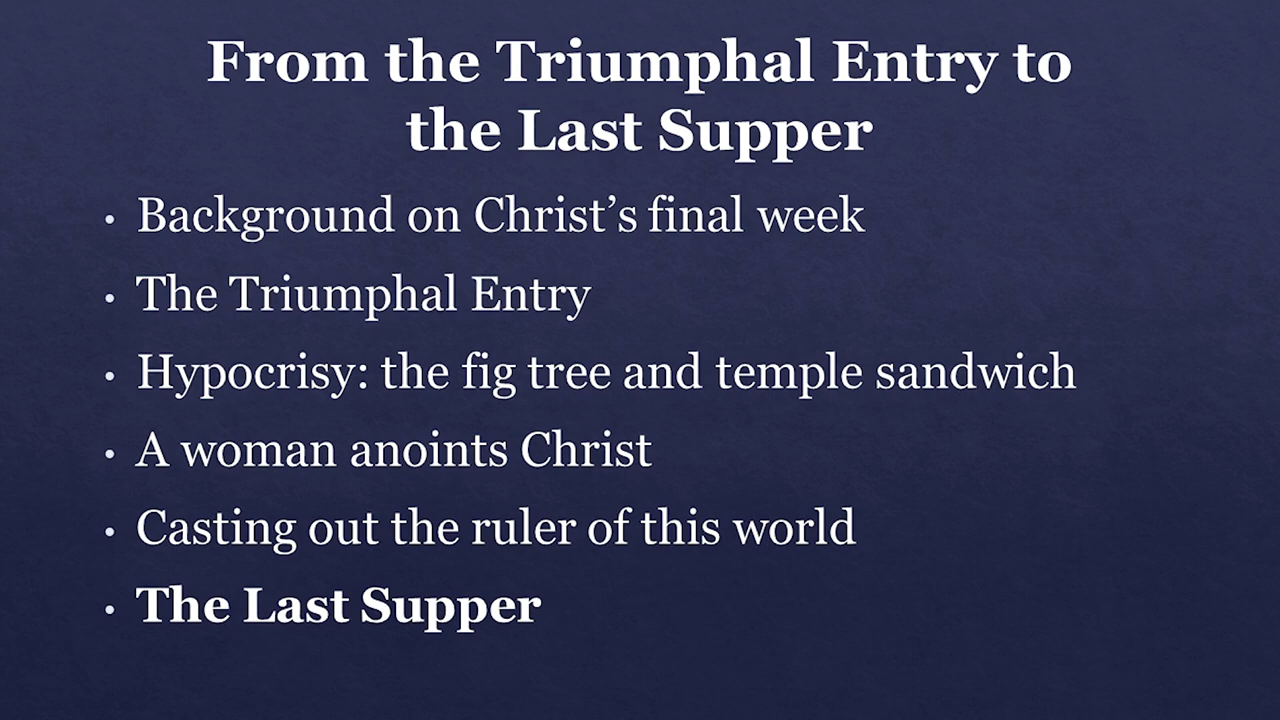 From the Triumphal Entry to
the Last Supper
• Background on Christ’s final week
• The Triumphal Entry
• Hypocrisy: the fig tree and temple sandwich
• A woman anoints Christ
• Casting out the ruler of this world
• The Last Supper